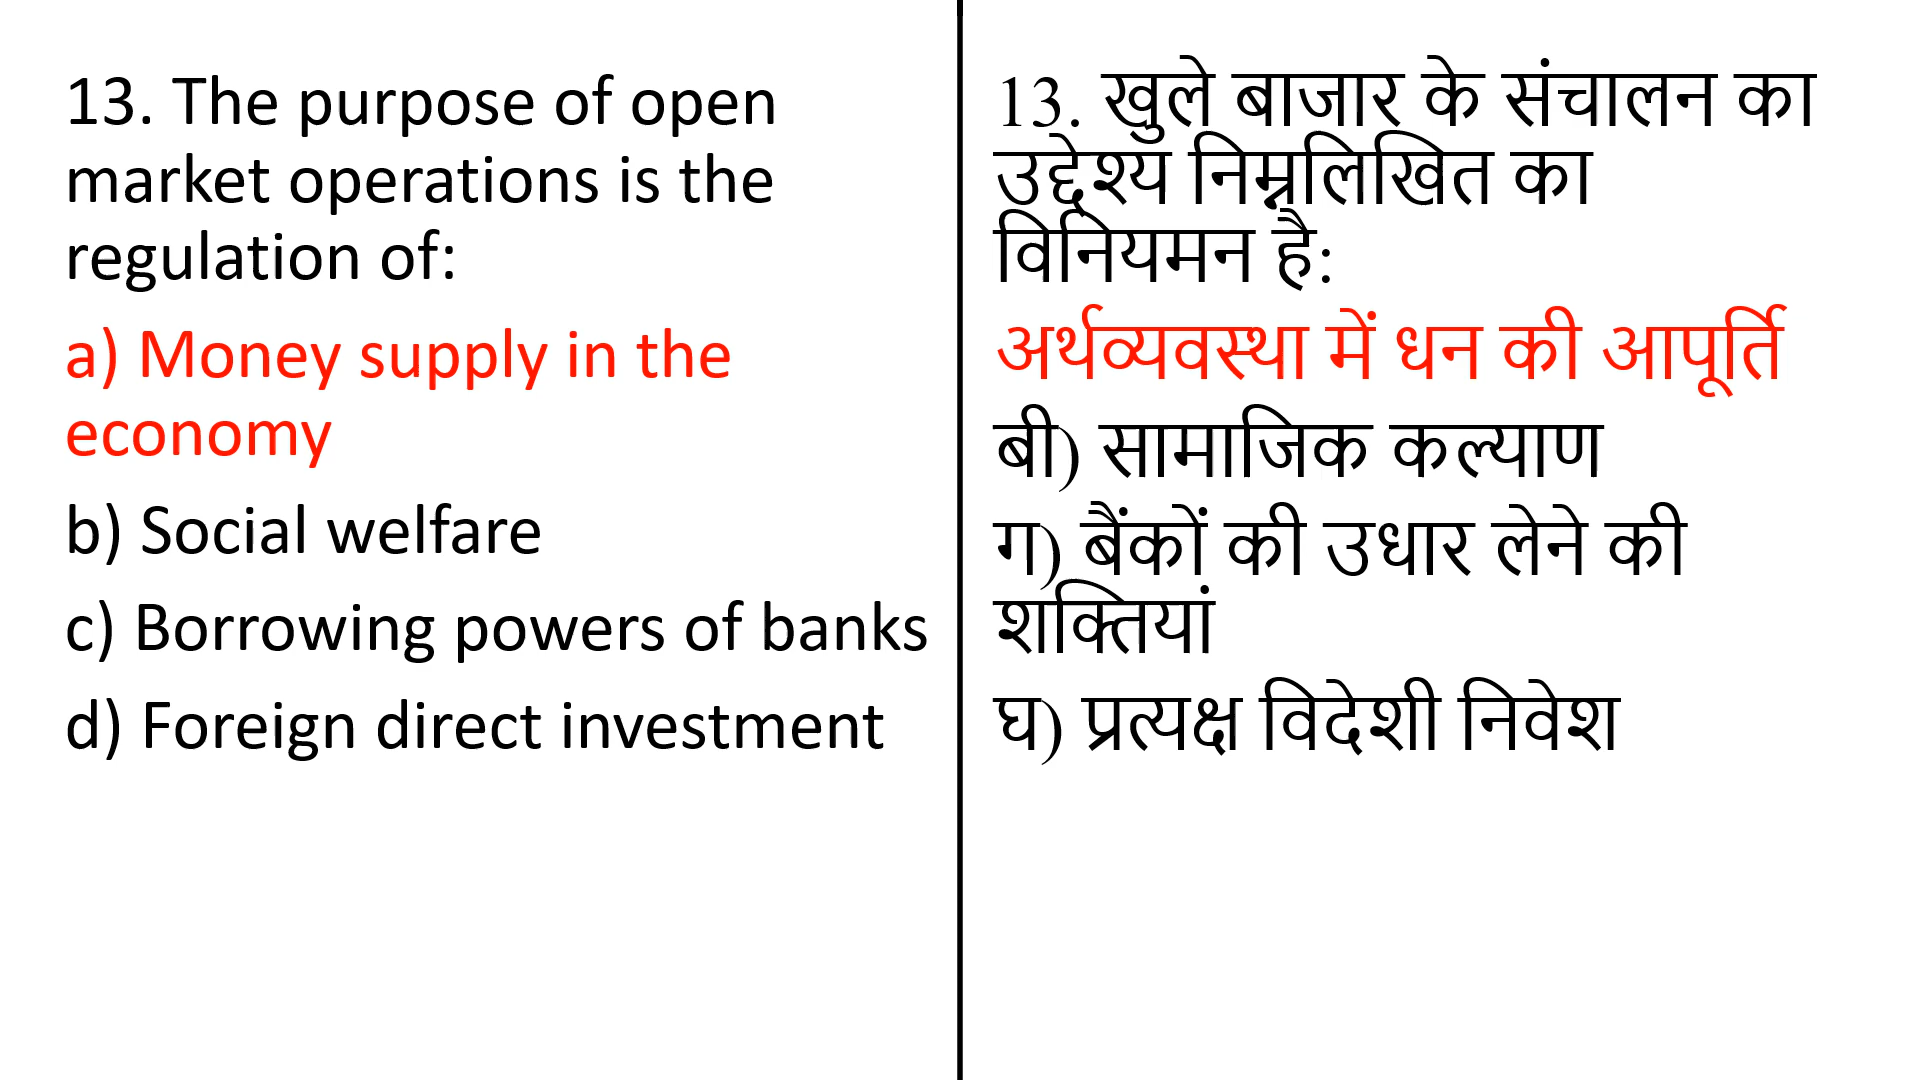 13. The purpose of open
market operations is the
regulation of:
a) Money supply in the
economy
b) Social welfare
c) Borrowing powers of banks
d) Foreign direct investment
13. खुले बाजार के संचालन का
उद्देश्य निम्नलिखित का
विनियमन है:
अर्थव्यवस्था में धन की आपूर्ति
बी) सामाजिक कल्याण
ग) बैंकों की उधार लेने की
शक्तियां
घ) प्रत्यक्ष विदेशी निवेश